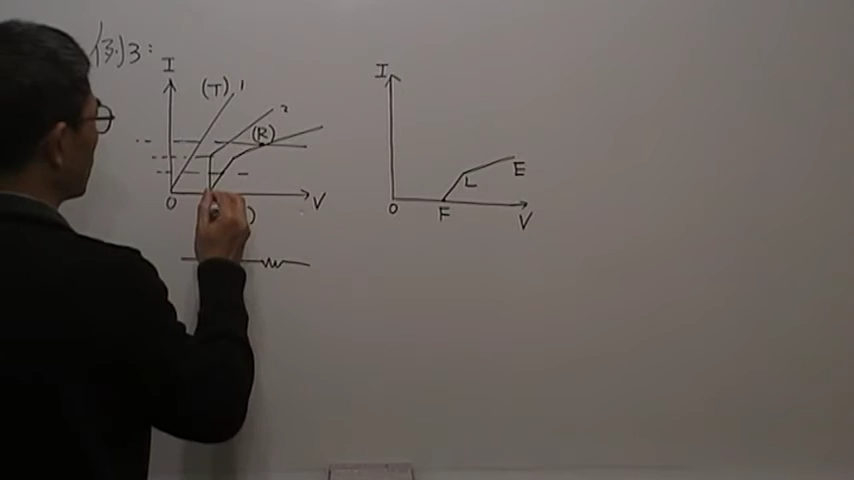 例3:
I
(T) 1
2
(R)
O
V
)
I
L
E
O
F
V